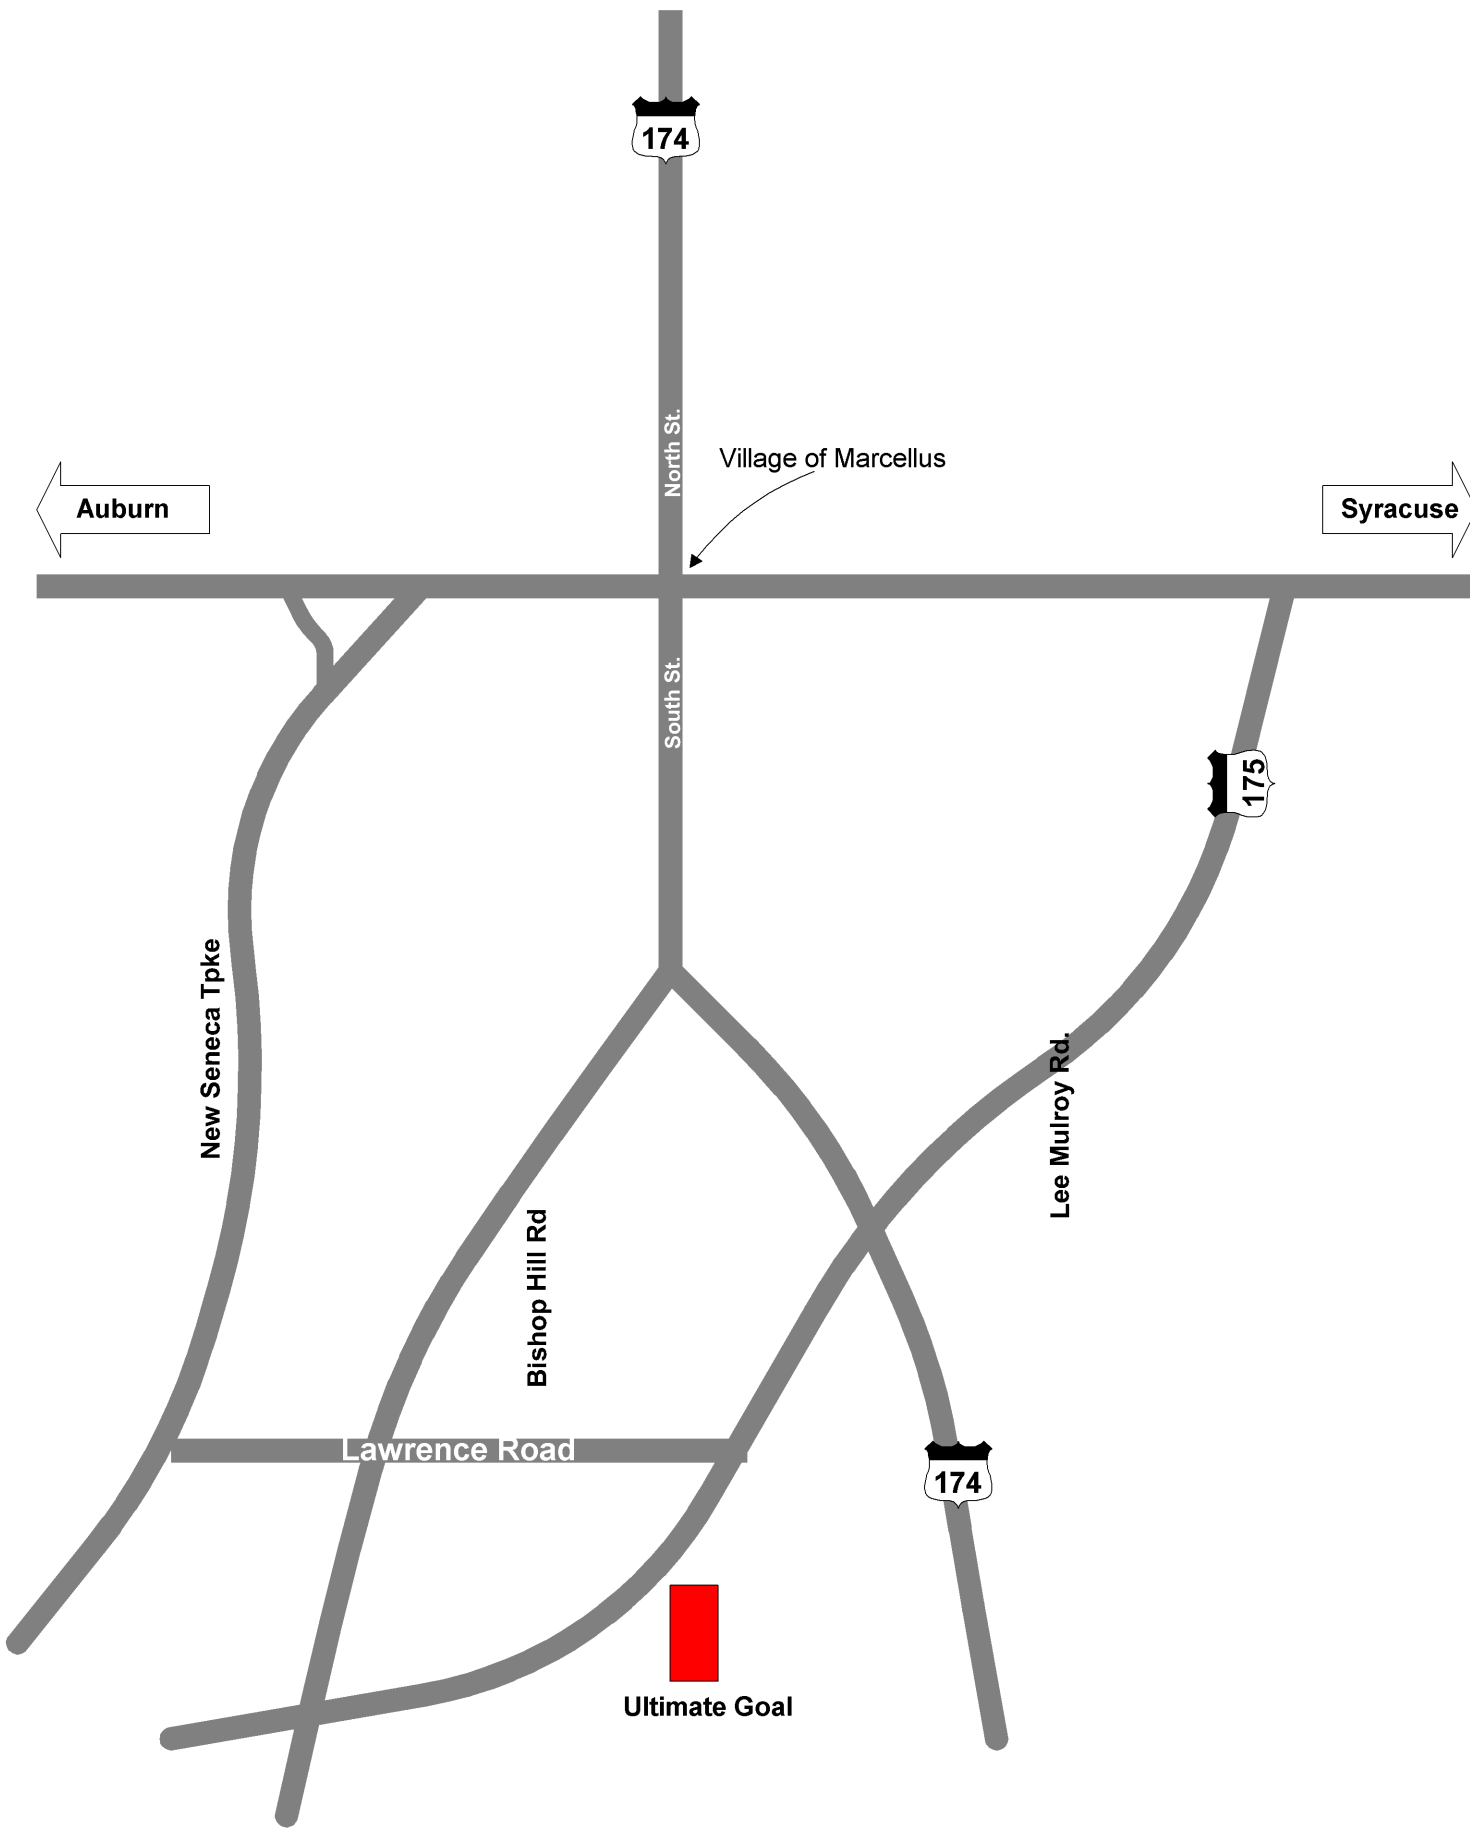 174
North St.
Village of Marcellus
Auburn
Syracuse
South St.
175
New Seneca Tpke
Lee Mulroy Rd.
Bishop Hill Rd
Lawrence Road
174
Ultimate Goal